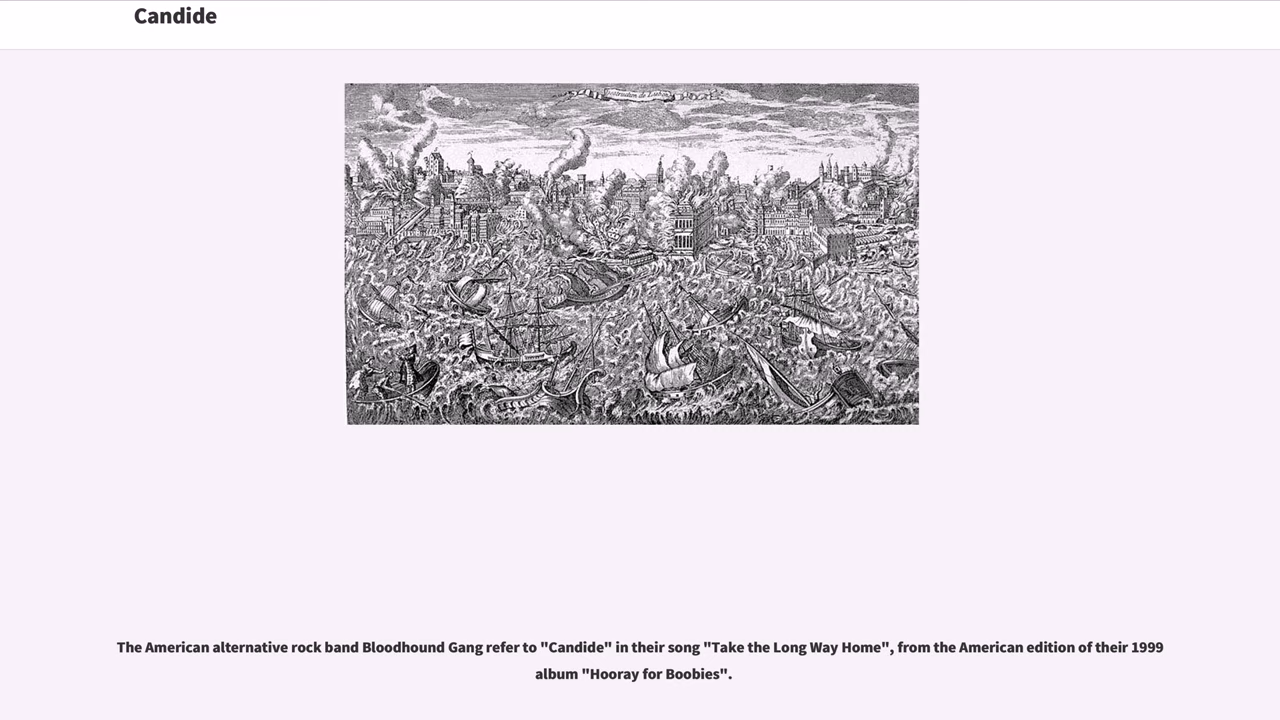 Candide
The American alternative rock band Bloodhound Gang refer to "Candide" in their song "Take the Long Way Home", from the American edition of their 1999
album "Hooray for Boobies".